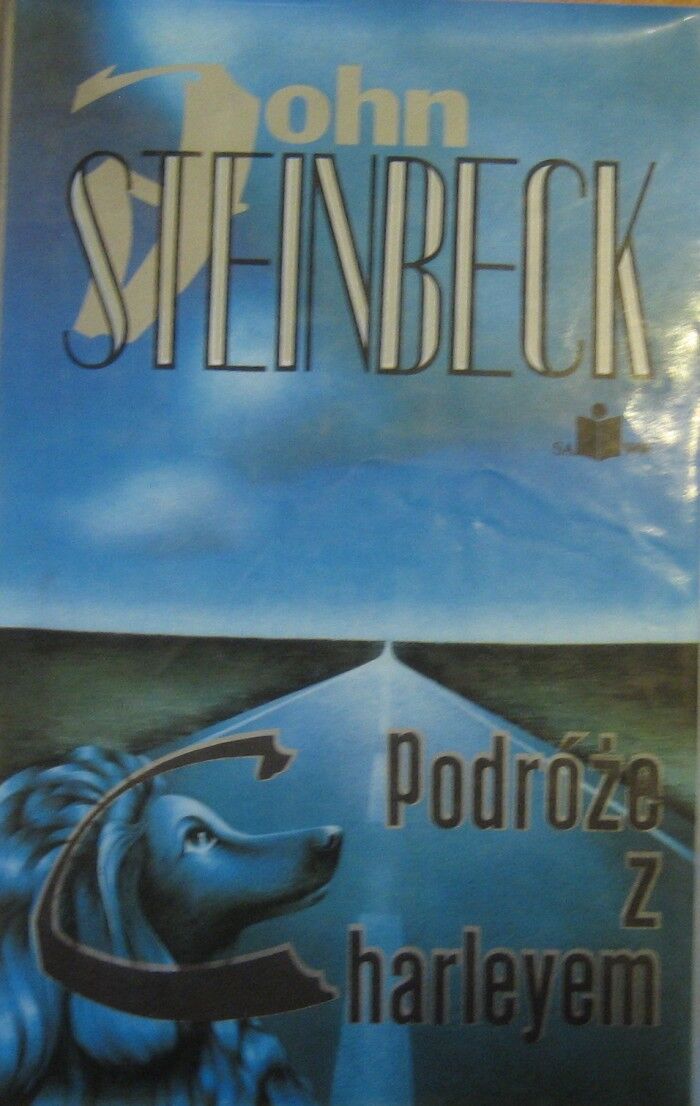 John
STEINBECK
Podróże
z
Charleyem